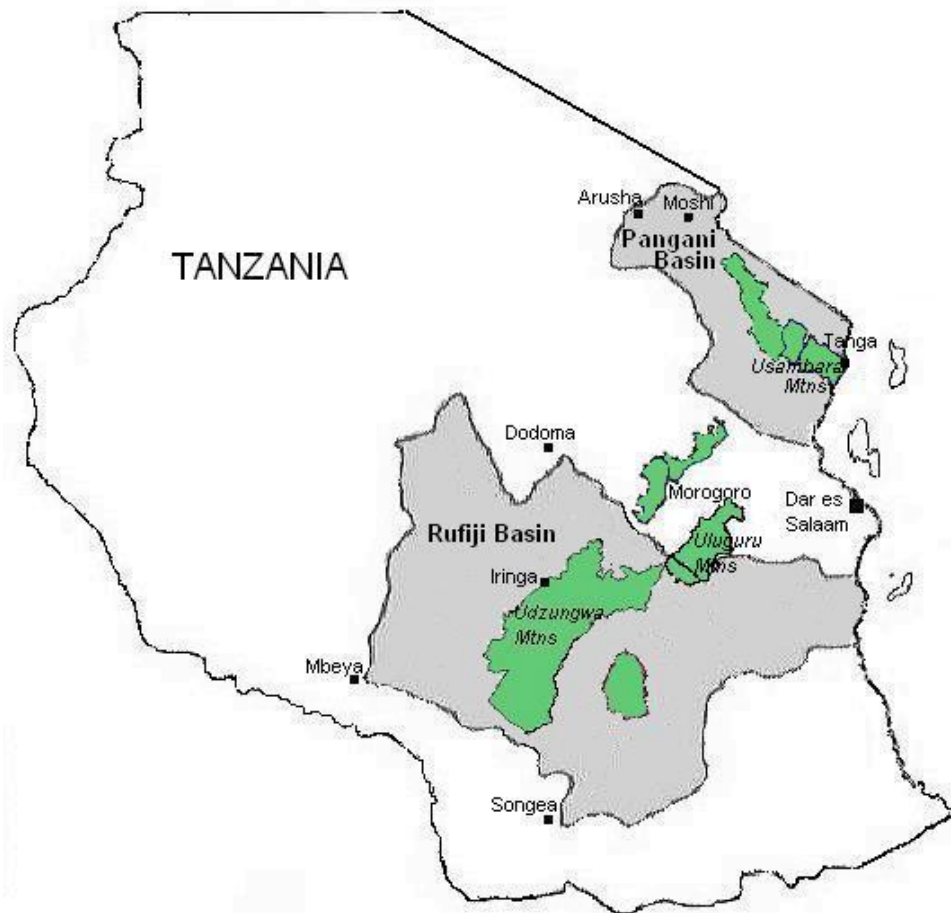 Arusha
Moshi
Pangani
Basin
TANZANIA
Tanga
Usambara
Mtns
Dodoma
Morogoro
Dar es
Salaam
Rufiji Basin
Uluguru
Mtns
Iringa
Udzungwa
Mtns
Mbeya
Songea